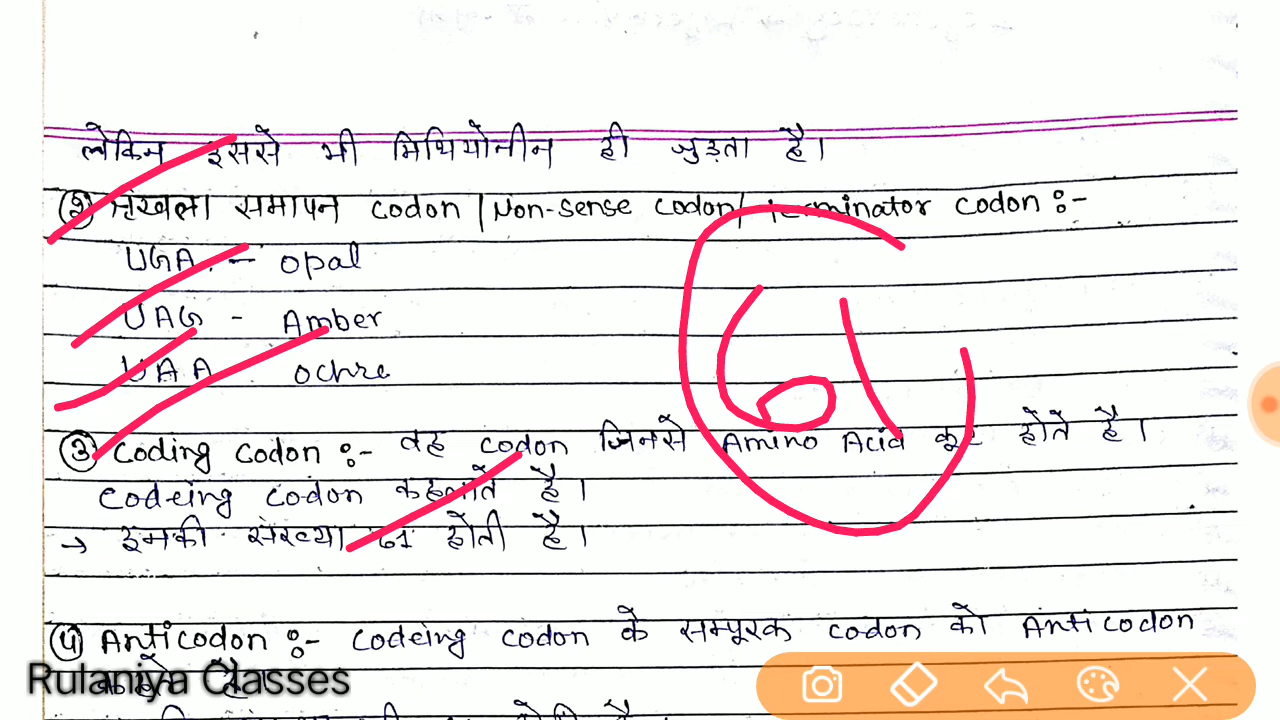 लेकिन इससे भी मिथियोनीन ही जुड़ता है।
(2) श्रृंखला समापन codon / Non-sense codon / Terminator codon :-
UGA - opal
UAG - Amber
UAA ochre
(3) Coding codon :- वह codon जिनसे Amino Acid कूट होते है।
Codeing codon कहलाते है।
→ इनकी संख्या 61 होती है।
61
(4) Anticodon :- Codeing codon के सम्पूरक codon को Anticodon
कहते है।
Rulaniya Classes